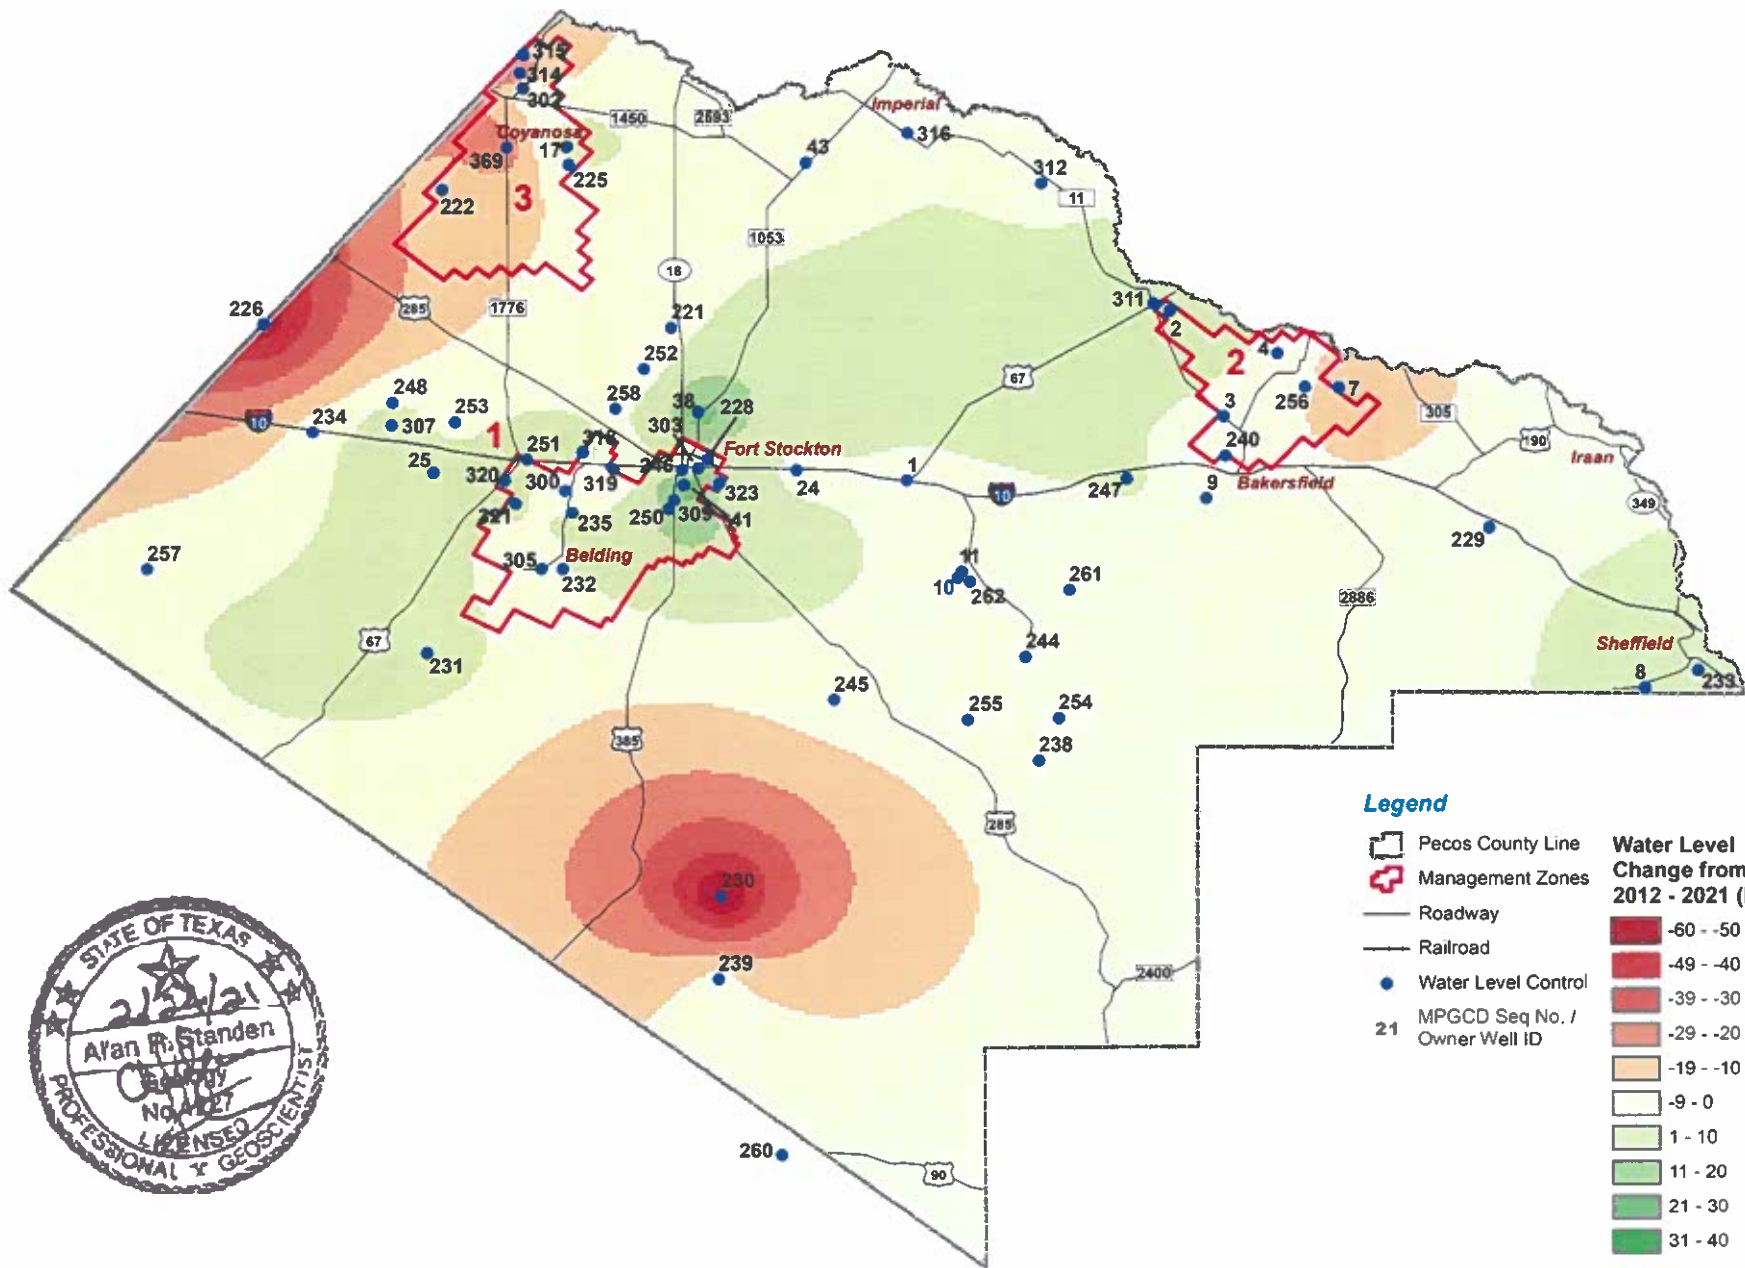 315
314
302
Coyanosa
369
17
225
222
3
1450
2593
Imperial
316
43
312
11
1053
18
1776
285
226
221
252
258
248
307
253
234
10
25
1
251
318
303
38
228
Fort Stockton
246
320
300
319
321
235
250
309
323
41
24
1
305
Belding
232
257
67
231
311
2
2
4
256
7
3
240
67
305
190
Iraan
349
247
10
9
Bakersfield
229
11
10
262
261
2886
244
Sheffield
8
233
245
255
254
238
385
285
230
239
2400
260
90
Legend
Pecos County Line
Management Zones
Roadway
Railroad
Water Level Control
21 MPGCD Seq No. /
Owner Well ID
Water Level
Change from
2012 - 2021 (
-60 - -50
-49 - -40
-39 - -30
-29 - -20
-19 - -10
-9 - 0
1 - 10
11 - 20
21 - 30
31 - 40
STATE OF TEXAS
Alan R. Standen
Geology
LICENSED
PROFESSIONAL GEOSCIENTIST